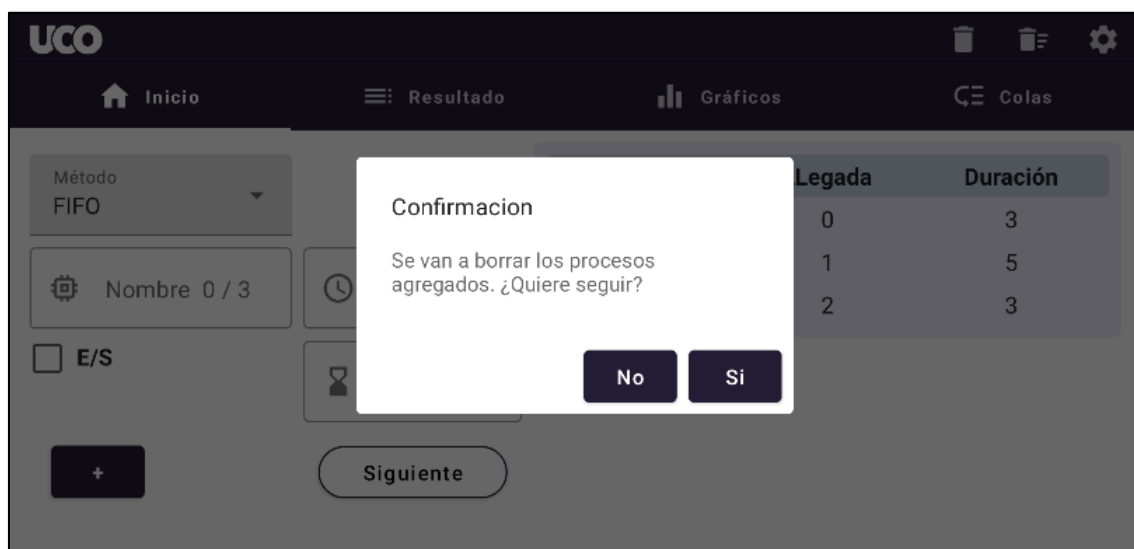 UCO
Inicio
Resultado
Gráficos
Colas
Método
FIFO
Nombre 0 / 3
E/S
+
Siguiente
Legada
Duración
0
3
1
5
2
3
Confirmacion
Se van a borrar los procesos
agregados. ¿Quiere seguir?
No
Si